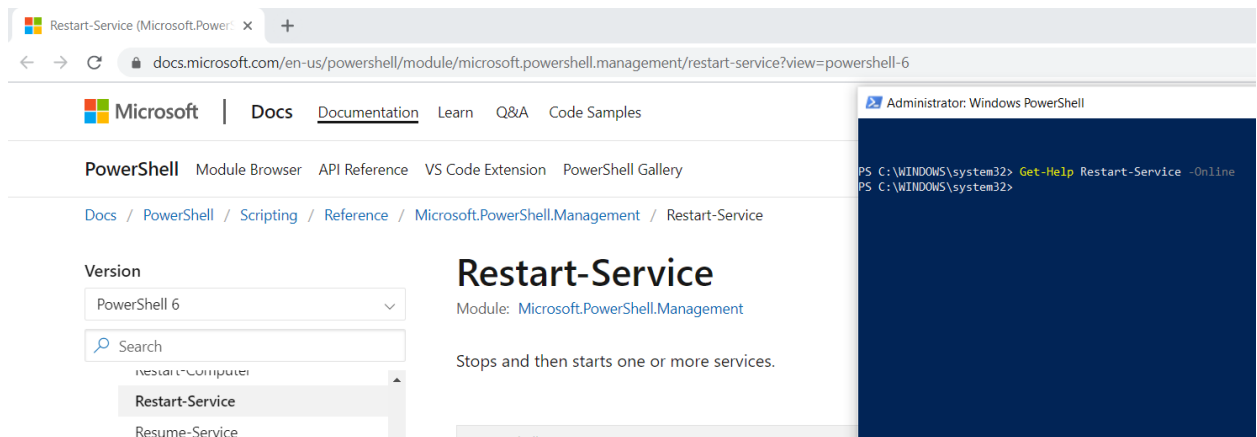 Restart-Service (Microsoft.Power
docs.microsoft.com/en-us/powershell/module/microsoft.powershell.management/restart-service?view=powershell-6
Microsoft | Docs Documentation Learn Q&A Code Samples
PowerShell Module Browser API Reference VS Code Extension PowerShell Gallery
Docs / PowerShell / Scripting / Reference / Microsoft.PowerShell.Management / Restart-Service
Version
PowerShell 6
Search
Restart-Computer
Restart-Service
Resume-Service
Restart-Service
Module: Microsoft.PowerShell.Management
Stops and then starts one or more services.
Administrator: Windows PowerShell
PS C:\WINDOWS\system32> Get-Help Restart-Service -Online
PS C:\WINDOWS\system32>